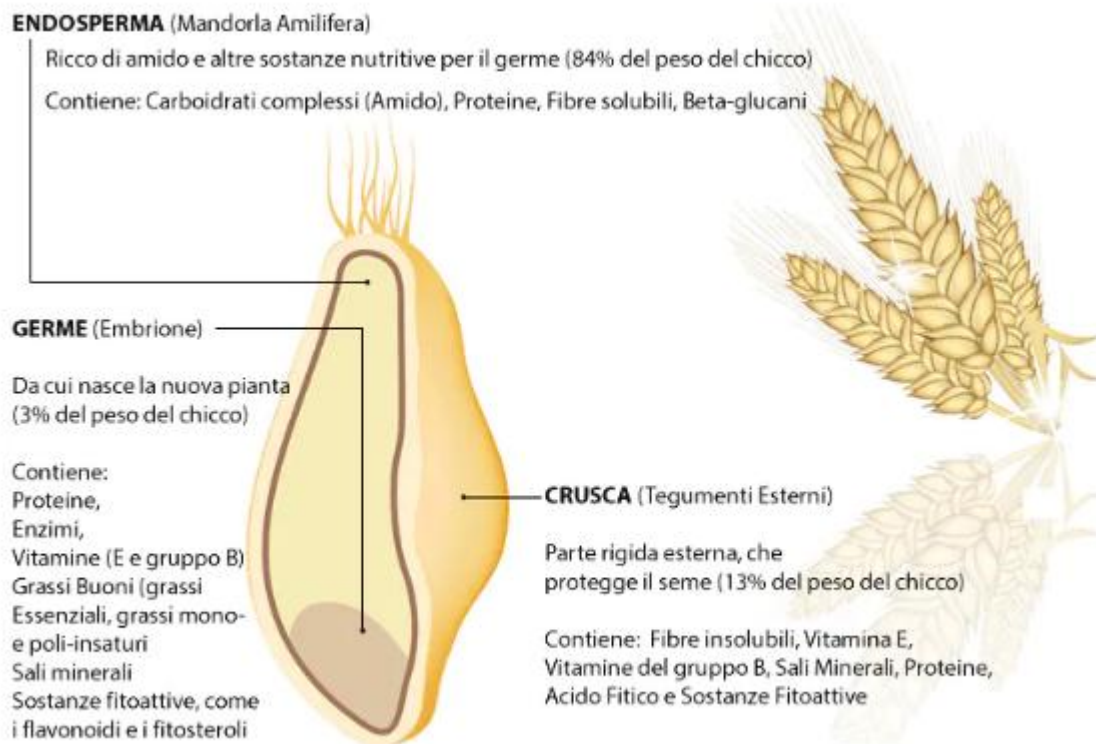 ENDOSPERMA (Mandorla Amilifera)
Ricco di amido e altre sostanze nutritive per il germe (84% del peso del chicco)
Contiene: Carboidrati complessi (Amido), Proteine, Fibre solubili, Beta-glucani
GERME (Embrione)
Da cui nasce la nuova pianta
(3% del peso del chicco)
Contiene:
Proteine,
Enzimi,
Vitamine (E e gruppo B)
Grassi Buoni (grassi
Essenziali, grassi mono-
e poli-insaturi
Sali minerali
Sostanze fitoattive, come
i flavonoidi e i fitosteroli
CRUSCA (Tegumenti Esterni)
Parte rigida esterna, che
protegge il seme (13% del peso del chicco)
Contiene: Fibre insolubili, Vitamina E,
Vitamine del gruppo B, Sali Minerali, Proteine,
Acido Fitico e Sostanze Fitoattive